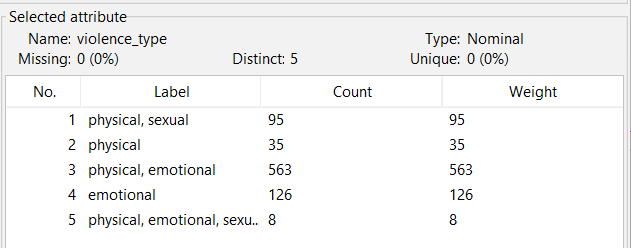 Selected attribute
Name: violence_type Type: Nominal
Missing: 0 (0%) Distinct: 5 Unique: 0 (0%)
No. Label Count Weight
1 physical, sexual 95 95
2 physical 35 35
3 physical, emotional 563 563
4 emotional 126 126
5 physical, emotional, sexu.. 8 8